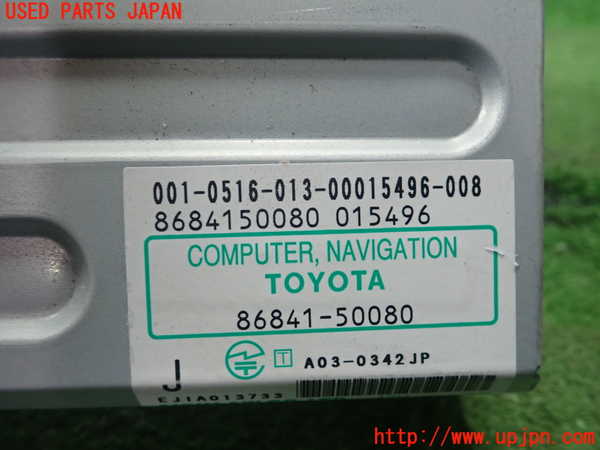 USED PARTS JAPAN
001-0516-013-00015496-008
8684150080 015496
COMPUTER, NAVIGATION
TOYOTA
86841-50080
J T A03-0342JP
EJIA013733
http://www.upjpn.com/